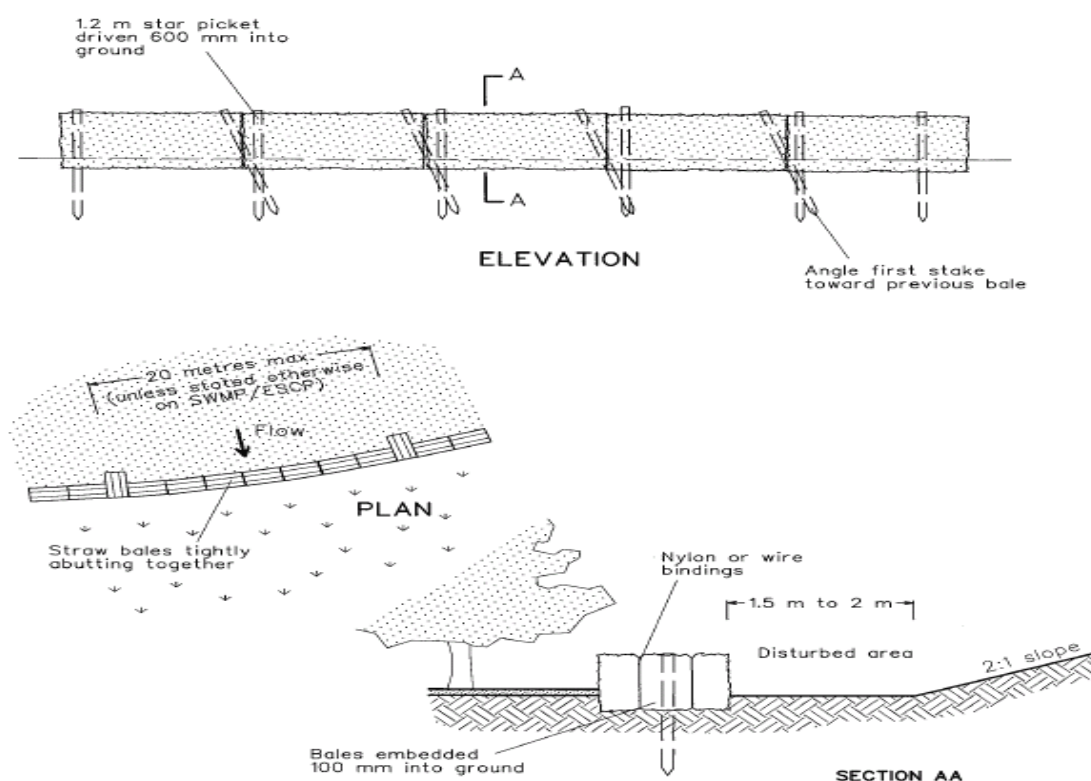 1.2 m star picket
driven 600 mm into
ground
A
A
ELEVATION
Angle first stake
toward previous bale
20 metres max.
(unless stated otherwise
on SWMP/ESCP)
Flow
PLAN
Straw bales tightly
abutting together
Nylon or wire
bindings
1.5 m to 2 m
Disturbed area
2:1 slope
Bales embedded
100 mm into ground
SECTION AA